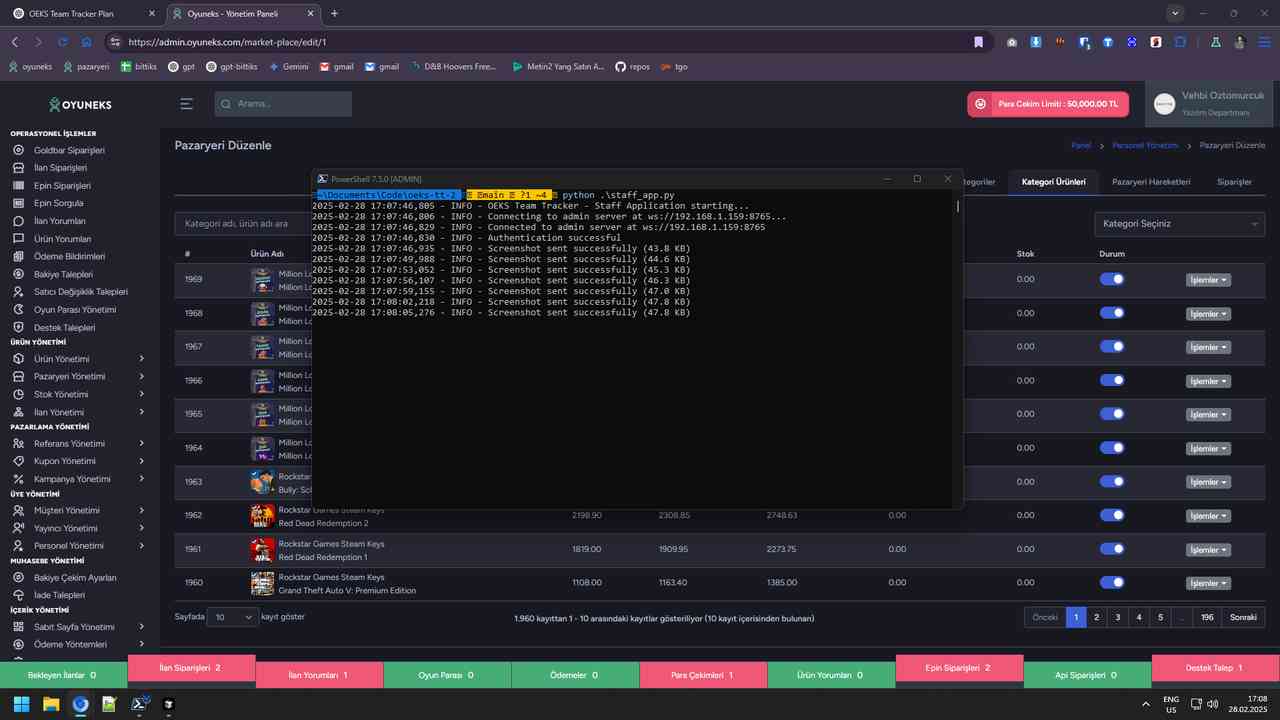 OEKS Team Tracker Plan
Oyuneks - Yönetim Paneli
https://admin.oyuneks.com/market-place/edit/1
oyuneks
pazaryeri
bittiks
gpt
gpt-bittiks
Gemini
gmail
gmail
D&B Hoovers Free...
Metin2 Yang Satın A...
repos
tgo
OYUNEKS
Arama...
Para Çekim Limiti : 50,000.00 TL
Vehbi Oztomurcuk
Yazılım Departmanı
OPERASYONEL İŞLEMLER
Goldbar Siparişleri
İlan Siparişleri
Epin Siparişleri
Epin Sorgula
İlan Yorumları
Ürün Yorumları
Ödeme Bildirimleri
Bakiye Talepleri
Satıcı Değişiklik Talepleri
Oyun Parası Yönetimi
Destek Talepleri
ÜRÜN YÖNETİMİ
Ürün Yönetimi
Pazaryeri Yönetimi
Stok Yönetimi
İlan Yönetimi
PAZARLAMA YÖNETİMİ
Referans Yönetimi
Kupon Yönetimi
Kampanya Yönetimi
ÜYE YÖNETİMİ
Müşteri Yönetimi
Yayıncı Yönetimi
Personel Yönetimi
MUHASEBE YÖNETİMİ
Bakiye Çekim Ayarları
İade Talepleri
İÇERİK YÖNETİMİ
Sabit Sayfa Yönetimi
Ödeme Yöntemleri
Pazaryeri Düzenle
Panel
Personel Yönetimi
Pazaryeri Düzenle
Kategori Ürünleri
Pazaryeri Hareketleri
Siparişler
Kategori adı, ürün adı ara
Kategori Seçiniz
# Ürün Adı Stok Durum
1969 Million Lo 0.00 İşlemler
Million Lo
1968 Million Lo 0.00 İşlemler
Million Lo
1967 Million Lo 0.00 İşlemler
Million Lo
1966 Million Lo 0.00 İşlemler
Million Lo
1965 Million Lo 0.00 İşlemler
Million Lo
1964 Million Lo 0.00 İşlemler
Million Lo
1963 Rockstar 0.00 İşlemler
Bully: Sc
1962 Rockstar Games Steam Keys 2198.90 2308.85 2748.63 0.00 0.00 İşlemler
Red Dead Redemption 2
1961 Rockstar Games Steam Keys 1819.00 1909.95 2273.75 0.00 0.00 İşlemler
Red Dead Redemption 1
1960 Rockstar Games Steam Keys 1108.00 1163.40 1385.00 0.00 0.00 İşlemler
Grand Theft Auto V: Premium Edition
Sayfada 10 kayıt göster
1.960 kayıttan 1 - 10 arasındaki kayıtlar gösteriliyor (10 kayıt içerisinden bulunan)
Önceki 1 2 3 4 5 ... 196 Sonraki
PowerShell 7.5.0 [ADMIN]
~\Documents\Code\oeks-tt-2 main ?1 ~4 python .\staff_app.py
2025-02-28 17:07:46,805 - INFO - OEKS Team Tracker - Staff Application starting...
2025-02-28 17:07:46,806 - INFO - Connecting to admin server at ws://192.168.1.159:8765...
2025-02-28 17:07:46,829 - INFO - Connected to admin server at ws://192.168.1.159:8765
2025-02-28 17:07:46,830 - INFO - Authentication successful
2025-02-28 17:07:46,935 - INFO - Screenshot sent successfully (43.8 KB)
2025-02-28 17:07:49,988 - INFO - Screenshot sent successfully (44.6 KB)
2025-02-28 17:07:53,052 - INFO - Screenshot sent successfully (45.3 KB)
2025-02-28 17:07:56,107 - INFO - Screenshot sent successfully (46.3 KB)
2025-02-28 17:07:59,155 - INFO - Screenshot sent successfully (47.0 KB)
2025-02-28 17:08:02,218 - INFO - Screenshot sent successfully (47.8 KB)
2025-02-28 17:08:05,276 - INFO - Screenshot sent successfully (47.8 KB)
Bekleyen İlanlar 0
İlan Siparişleri 2
İlan Yorumları 1
Oyun Parası 0
Ödemeler 0
Para Çekimleri 1
Ürün Yorumları 0
Epin Siparişleri 2
Api Siparişleri 0
Destek Talep 1
ENG
US
17:08
28.02.2025